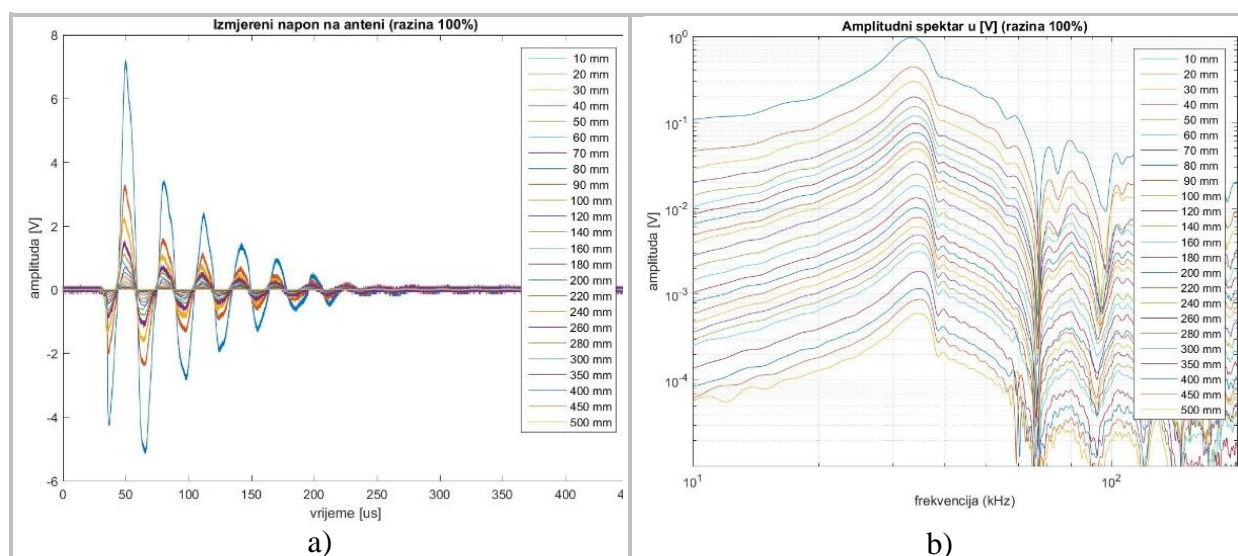 Izmjereni napon na anteni (razina 100%)
amplituda [V]
8
6
4
2
0
-2
-4
-6
0
50
100
150
200
250
300
350
400
4
vrijeme [us]
10 mm
20 mm
30 mm
40 mm
50 mm
60 mm
70 mm
80 mm
90 mm
100 mm
120 mm
140 mm
160 mm
180 mm
200 mm
220 mm
240 mm
260 mm
280 mm
300 mm
350 mm
400 mm
450 mm
500 mm
a)
Amplitudni spektar u [V] (razina 100%)
amplituda [V]
10^0
10^-1
10^-2
10^-3
10^-4
10^1
10^2
frekvencija (kHz)
10 mm
20 mm
30 mm
40 mm
50 mm
60 mm
70 mm
80 mm
90 mm
100 mm
120 mm
140 mm
160 mm
180 mm
200 mm
220 mm
240 mm
260 mm
280 mm
300 mm
350 mm
400 mm
450 mm
500 mm
b)